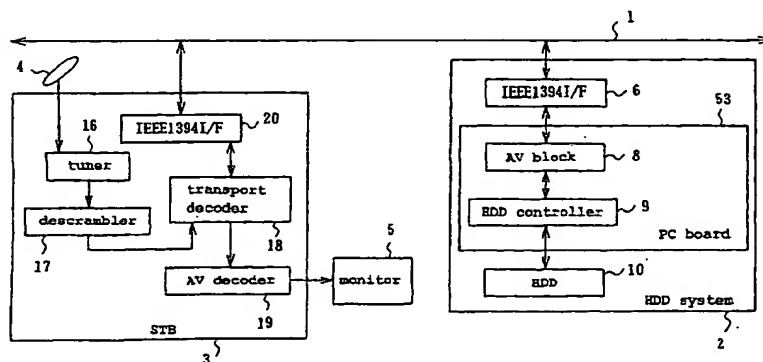 1
4
IEEE1394I/F
20
16
tuner
transport
decoder
18
descrambler
17
AV decoder
19
STB
3
5
monitor
IEEE1394I/F
6
53
AV block
8
HDD controller
9
PC board
HDD
10
HDD system
2